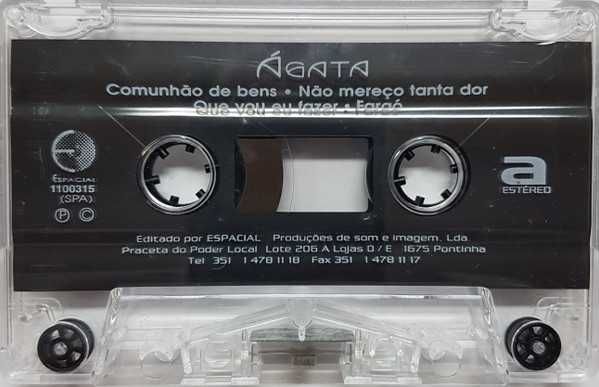 ÁGATA
Comunhão de bens • Não mereço tanta dor
Que vou eu fazer • Faraó
ESPACIAL
1100315
(SPA)
P C
a
ESTÉREO
Editado por ESPACIAL Produções de som e imagem. Lda.
Praceta do Poder Local Lote 206 A Lojas D / E 1675 Pontinha
Tel 351 1 478 11 18 Fax 351 1 478 11 17